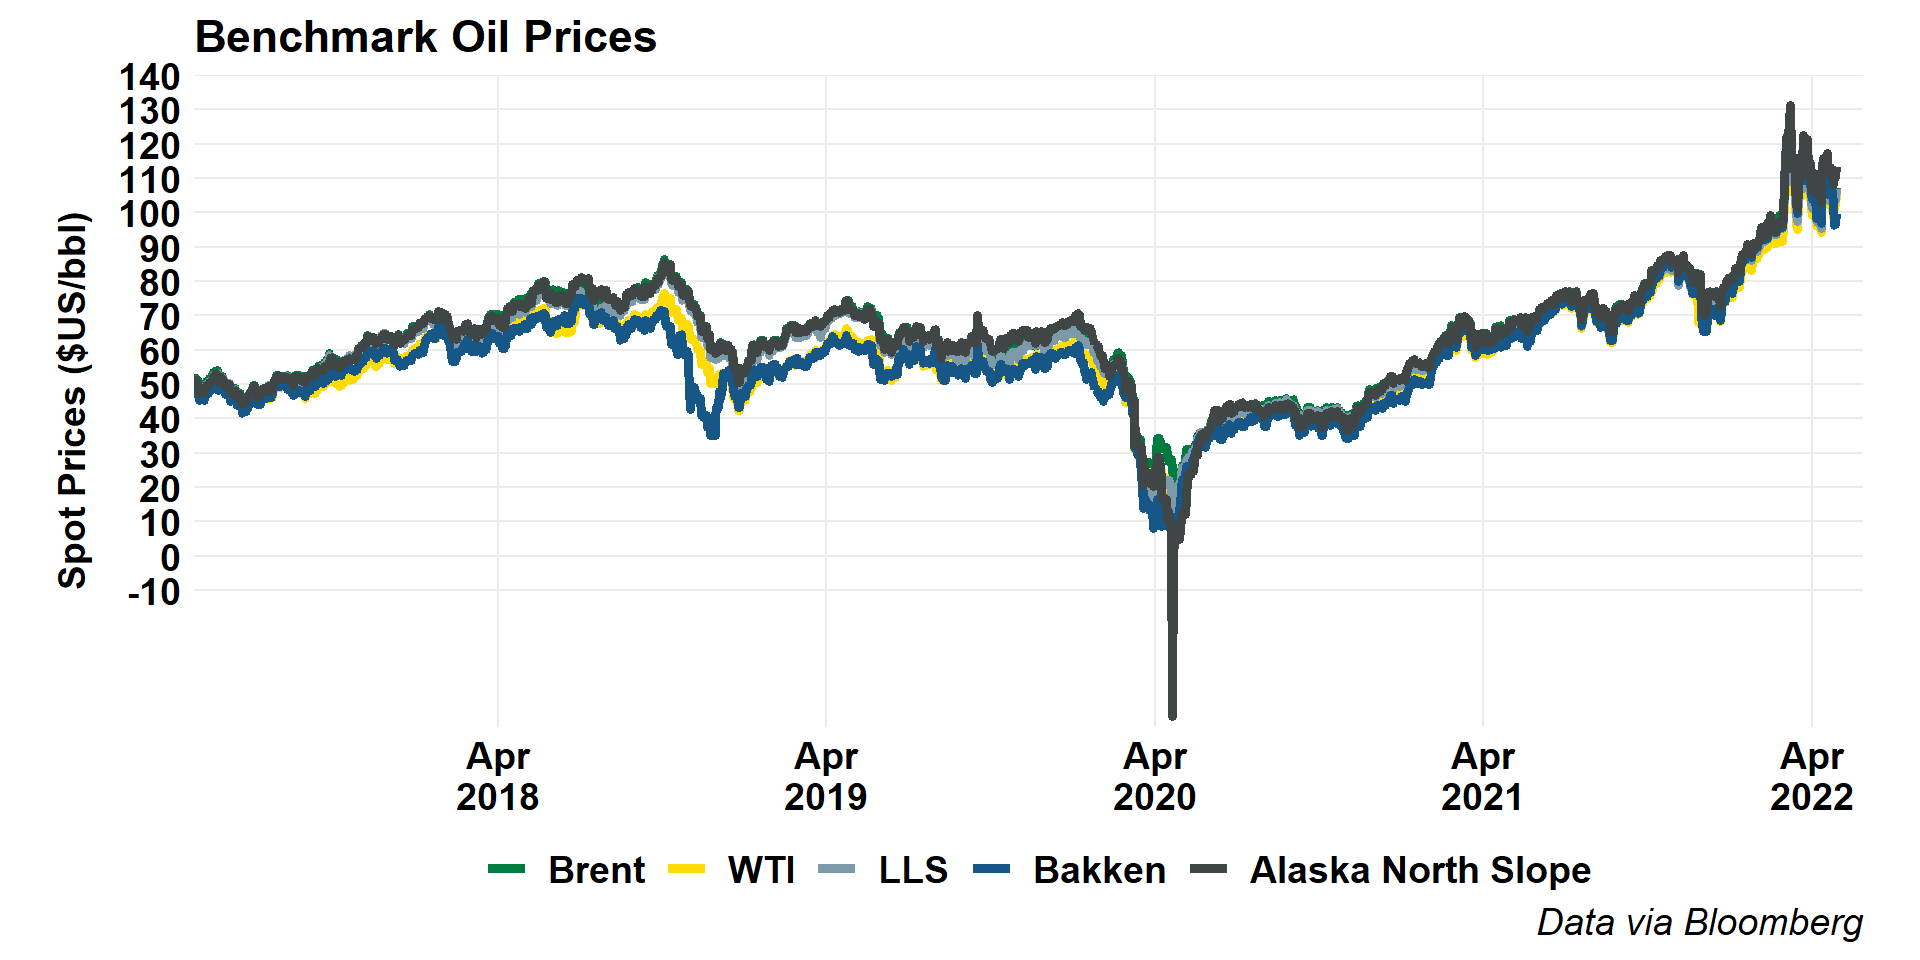 Benchmark Oil Prices
140
130
120
110
100
90
80
70
60
50
40
30
20
10
0
-10
Spot Prices ($US/bbl)
Apr 2018
Apr 2019
Apr 2020
Apr 2021
Apr 2022
Brent WTI LLS Bakken Alaska North Slope
Data via Bloomberg